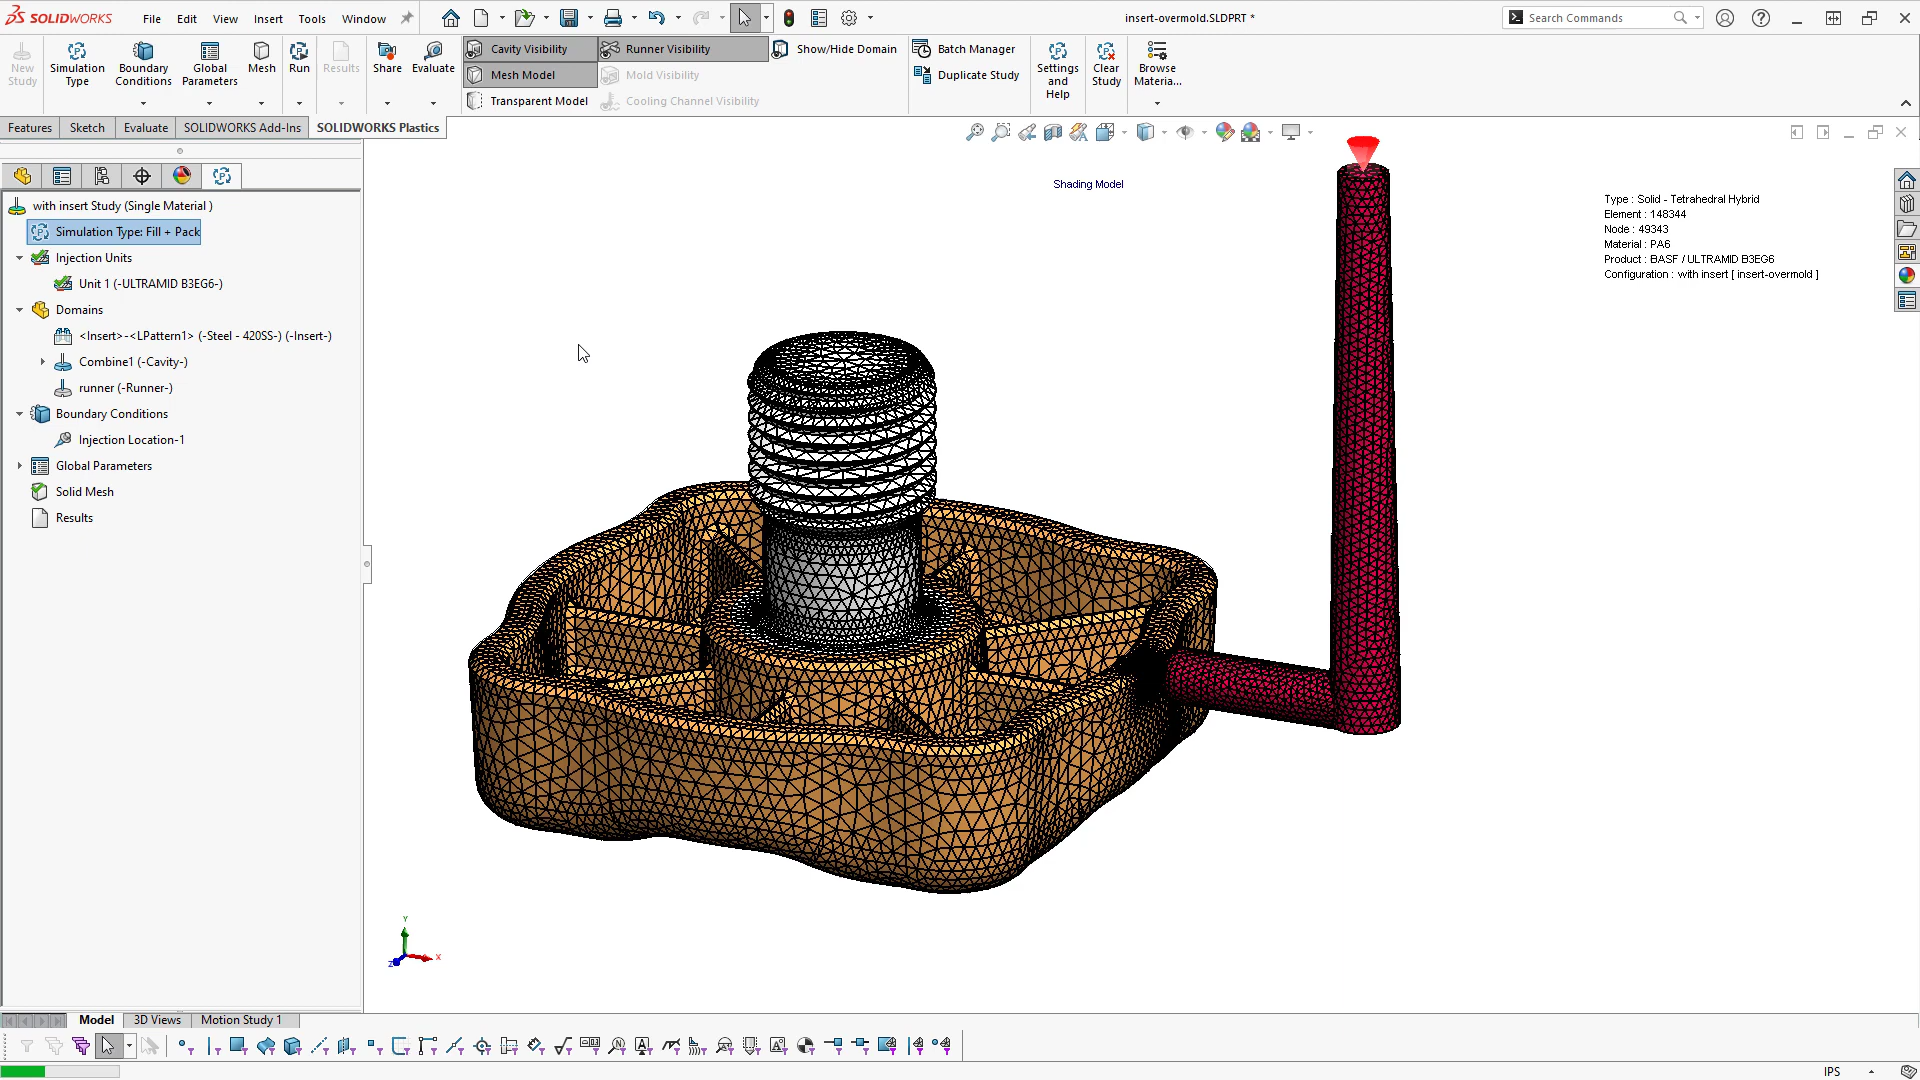 SOLIDWORKS
File Edit View Insert Tools Window
insert-overmold.SLDPRT *
Search Commands
New Study
Simulation Type
Boundary Conditions
Global Parameters
Mesh
Run
Results
Share
Evaluate
Cavity Visibility
Runner Visibility
Show/Hide Domain
Mesh Model
Mold Visibility
Transparent Model
Cooling Channel Visibility
Batch Manager
Duplicate Study
Settings and Help
Clear Study
Browse Materia...
Features Sketch Evaluate SOLIDWORKS Add-Ins SOLIDWORKS Plastics
with insert Study (Single Material )
Simulation Type: Fill + Pack
Injection Units
Unit 1 (-ULTRAMID B3EG6-)
Domains
<Insert>-<LPattern1> (-Steel - 420SS-) (-Insert-)
Combine1 (-Cavity-)
runner (-Runner-)
Boundary Conditions
Injection Location-1
Global Parameters
Solid Mesh
Results
Shading Model
Type : Solid - Tetrahedral Hybrid
Element : 148344
Node : 49343
Material : PA6
Product : BASF / ULTRAMID B3EG6
Configuration : with insert [ insert-overmold ]
Y
X
Z
Model 3D Views Motion Study 1
IPS